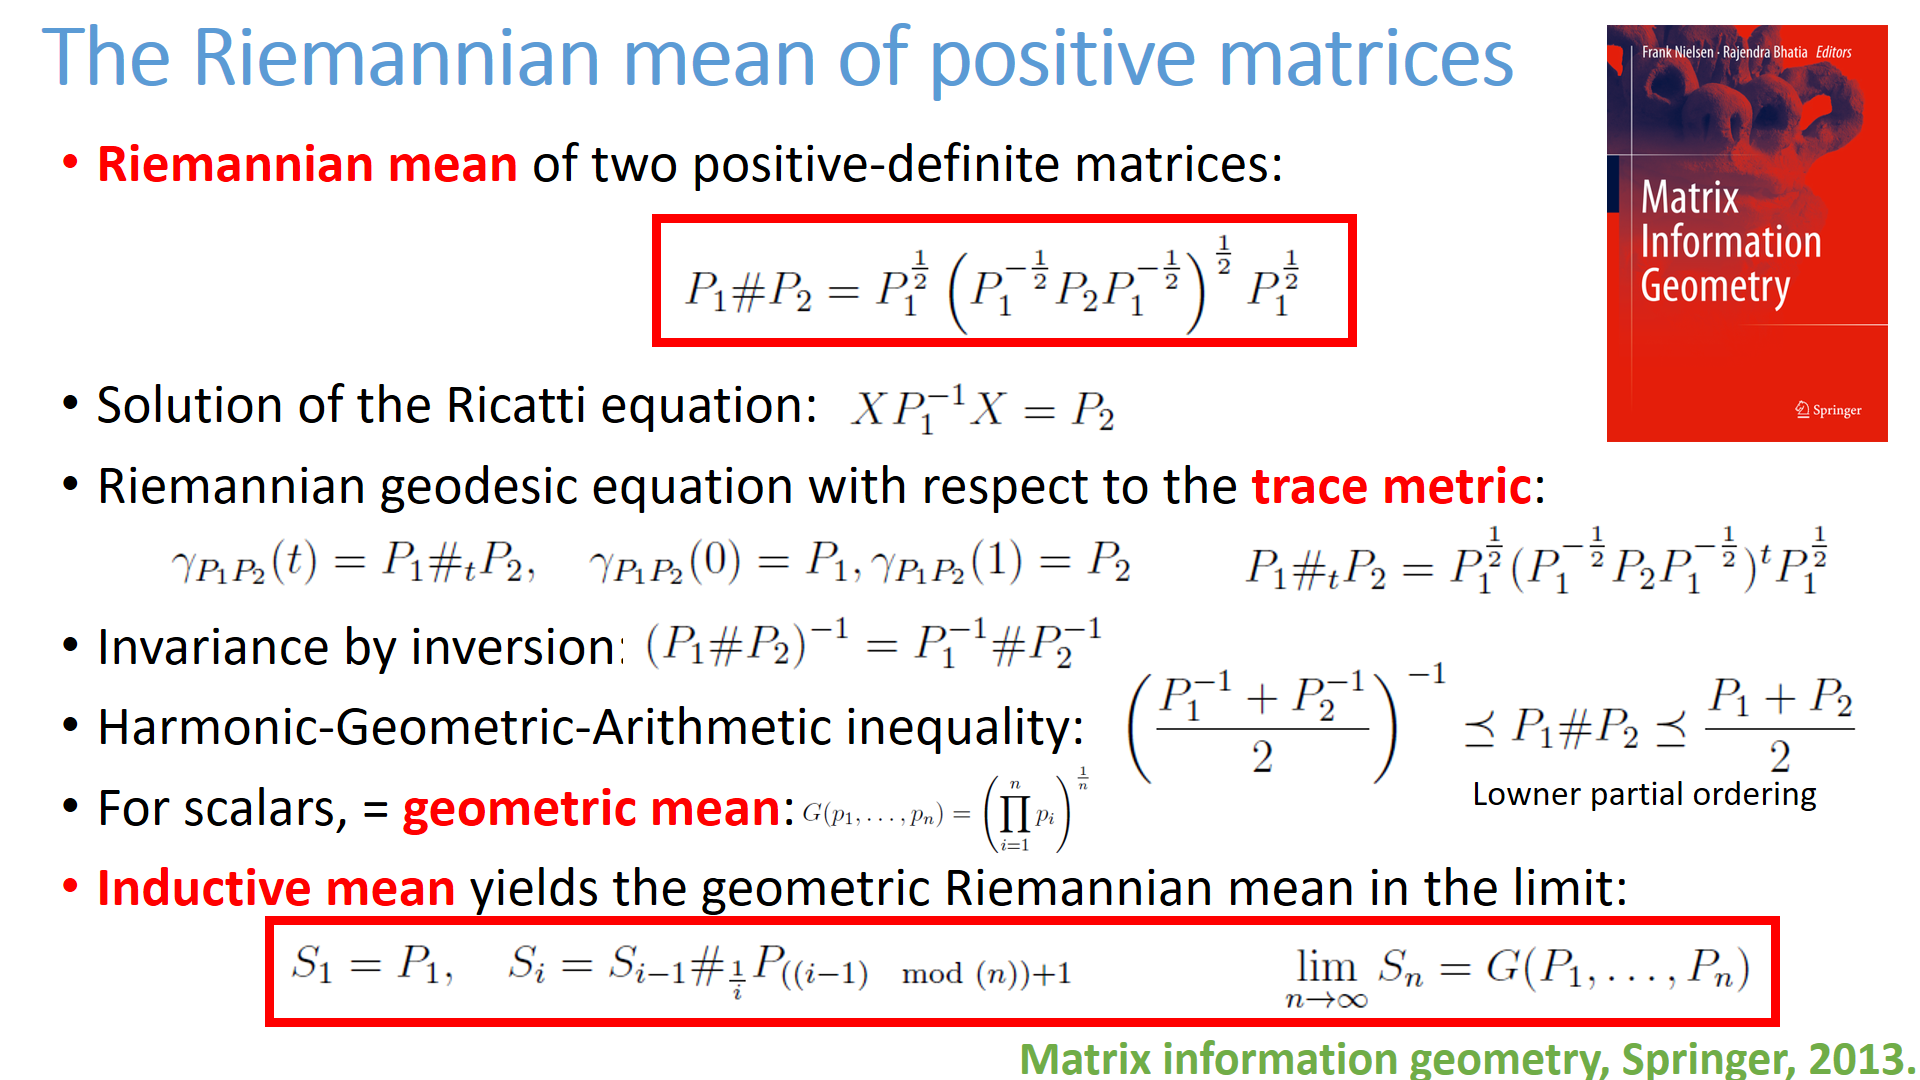 The Riemannian mean of positive matrices
Frank Nielsen · Rajendra Bhatia Editors
Matrix
Information
Geometry
Springer
• Riemannian mean of two positive-definite matrices:
$P_1 \# P_2 = P_1^{\frac{1}{2}} \left( P_1^{-\frac{1}{2}} P_2 P_1^{-\frac{1}{2}} \right)^{\frac{1}{2}} P_1^{\frac{1}{2}}$
• Solution of the Ricatti equation: $X P_1^{-1} X = P_2$
• Riemannian geodesic equation with respect to the trace metric:
$\gamma_{P_1 P_2}(t) = P_1 \#_t P_2, \quad \gamma_{P_1 P_2}(0) = P_1, \gamma_{P_1 P_2}(1) = P_2 \quad P_1 \#_t P_2 = P_1^{\frac{1}{2}} (P_1^{-\frac{1}{2}} P_2 P_1^{-\frac{1}{2}})^t P_1^{\frac{1}{2}}$
• Invariance by inversion: $(P_1 \# P_2)^{-1} = P_1^{-1} \# P_2^{-1}$
• Harmonic-Geometric-Arithmetic inequality: $\left( \frac{P_1^{-1} + P_2^{-1}}{2} \right)^{-1} \preceq P_1 \# P_2 \preceq \frac{P_1 + P_2}{2}$
Lowner partial ordering
• For scalars, = geometric mean: $G(p_1, \ldots, p_n) = \left( \prod_{i=1}^{n} p_i \right)^{\frac{1}{n}}$
• Inductive mean yields the geometric Riemannian mean in the limit:
$S_1 = P_1, \quad S_i = S_{i-1} \#_{\frac{1}{i}} P_{((i-1) \mod (n))+1} \quad \lim_{n \to \infty} S_n = G(P_1, \ldots, P_n)$
Matrix information geometry, Springer, 2013.